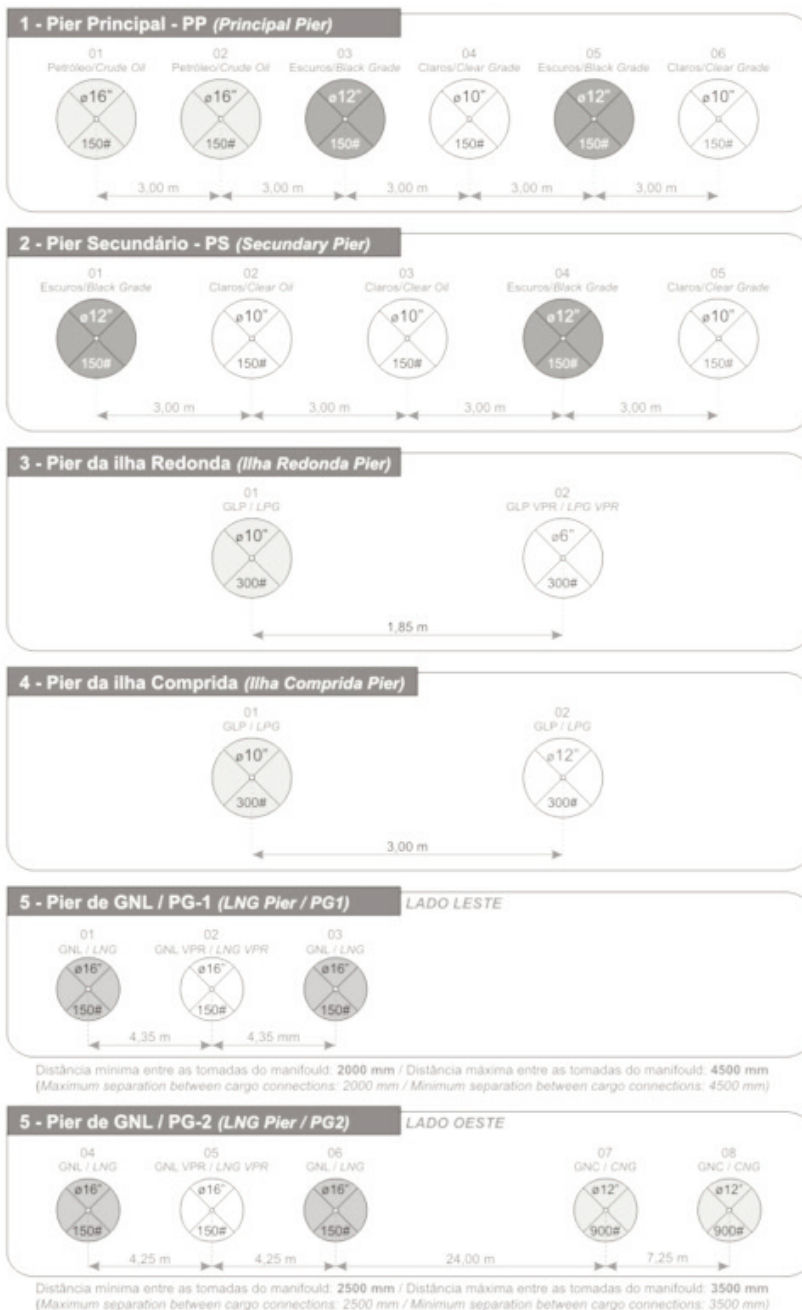 1 - Pier Principal - PP (Principal Pier)
01 02 03 04 05 06
Petróleo/Crude Oil Petróleo/Crude Oil Escuros/Black Grade Claros/Clear Grade Escuros/Black Grade Claros/Clear Grade
ø16" ø16" ø12" ø10" ø12" ø10"
150# 150# 150# 150# 150# 150#
3,00 m 3,00 m 3,00 m 3,00 m 3,00 m
2 - Pier Secundário - PS (Secundary Pier)
01 02 03 04 05
Escuros/Black Grade Claros/Clear Oil Claros/Clear Oil Escuros/Black Grade Claros/Clear Grade
ø12" ø10" ø10" ø12" ø10"
150# 150# 150# 150# 150#
3,00 m 3,00 m 3,00 m 3,00 m
3 - Pier da ilha Redonda (Ilha Redonda Pier)
01 02
GLP / LPG GLP VPR / LPG VPR
ø10" ø6"
300# 300#
1,85 m
4 - Pier da ilha Comprida (Ilha Comprida Pier)
01 02
GLP / LPG GLP / LPG
ø10" ø12"
300# 300#
3,00 m
5 - Pier de GNL / PG-1 (LNG Pier / PG1) LADO LESTE
01 02 03
GNL / LNG GNL VPR / LNG VPR GNL / LNG
ø16" ø16" ø16"
150# 150# 150#
4,35 m 4,35 mm
Distância mínima entre as tomadas do manifould: 2000 mm / Distância máxima entre as tomadas do manifould: 4500 mm
(Maximum separation between cargo connections: 2000 mm / Minimum separation between cargo connections: 4500 mm)
5 - Pier de GNL / PG-2 (LNG Pier / PG2) LADO OESTE
04 05 06 07 08
GNL / LNG GNL VPR / LNG VPR GNL / LNG GNC / CNG GNC / CNG
ø16" ø16" ø16" ø12" ø12"
150# 150# 150# 900# 900#
4,25 m 4,25 m 24,00 m 7,25 m
Distância mínima entre as tomadas do manifould: 2500 mm / Distância máxima entre as tomadas do manifould: 3500 mm
(Maximum separation between cargo connections: 2500 mm / Minimum separation between cargo connections: 3500 mm)